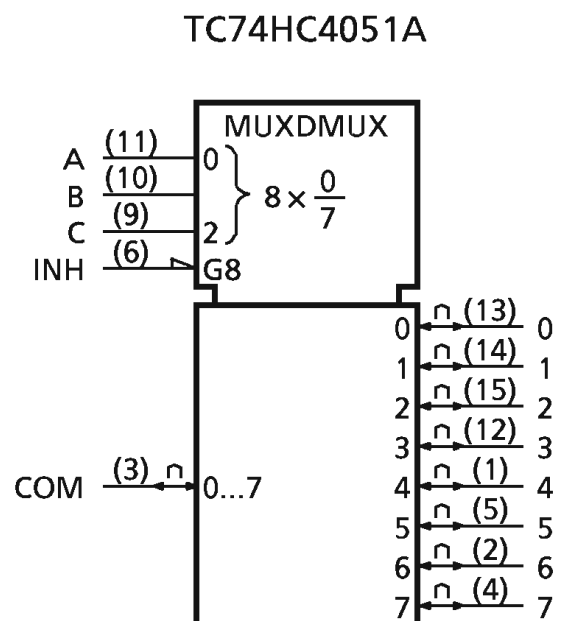 TC74HC4051A
MUXDMUX
A (11) 0
B (10) 8 × 0/7
C (9) 2
INH (6) G8
0 ∩ (13) 0
1 ∩ (14) 1
2 ∩ (15) 2
3 ∩ (12) 3
COM (3) ∩ 0...7 4 ∩ (1) 4
5 ∩ (5) 5
6 ∩ (2) 6
7 ∩ (4) 7